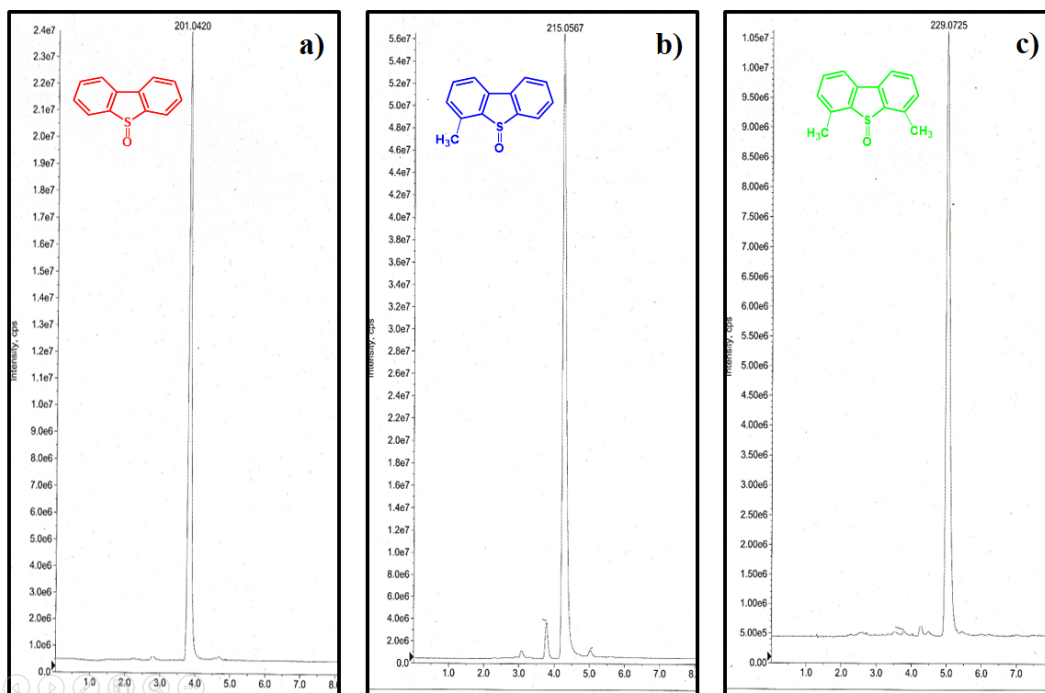 201.0420
a)
2.4e7
2.3e7
2.2e7
2.1e7
2.0e7
1.9e7
1.8e7
1.7e7
1.6e7
1.5e7
1.4e7
1.3e7
1.2e7
1.1e7
1.0e7
9.0e6
8.0e6
7.0e6
6.0e6
5.0e6
4.0e6
3.0e6
2.0e6
1.0e6
0.0
Intensity, cps
S
O
1.0 2.0 3.0 4.0 5.0 6.0 7.0 8.0
215.0567
b)
5.6e7
5.4e7
5.2e7
5.0e7
4.8e7
4.6e7
4.4e7
4.2e7
4.0e7
3.8e7
3.6e7
3.4e7
3.2e7
3.0e7
2.8e7
2.6e7
2.4e7
2.2e7
2.0e7
1.8e7
1.6e7
1.4e7
1.2e7
1.0e7
8.0e6
6.0e6
4.0e6
2.0e6
0.00
Intensity, cps
H₃C
S
O
1.0 2.0 3.0 4.0 5.0 6.0 7.0 8.0
229.0725
c)
1.05e7
1.00e7
9.50e6
9.00e6
8.50e6
8.00e6
7.50e6
7.00e6
6.50e6
6.00e6
5.50e6
5.00e6
4.50e6
4.00e6
3.50e6
3.00e6
2.50e6
2.00e6
1.50e6
1.00e6
5.00e5
0.00
Intensity, cps
H₃C
S
CH₃
O
1.0 2.0 3.0 4.0 5.0 6.0 7.0